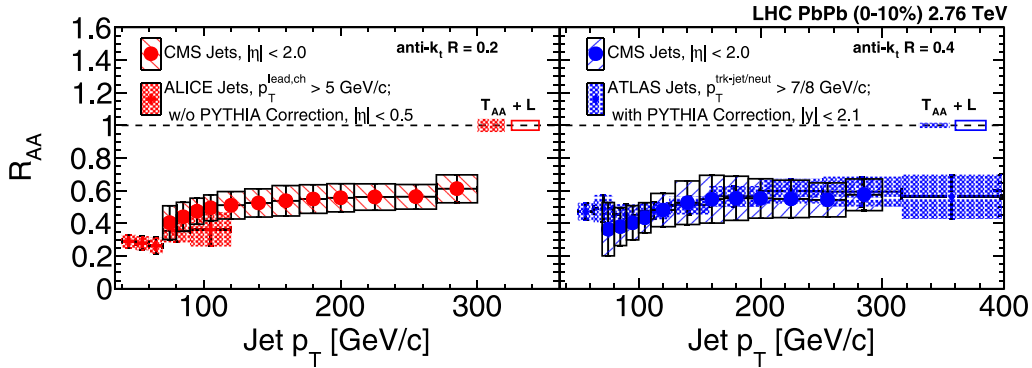 LHC PbPb (0-10%) 2.76 TeV
R_AA
1.6
1.4
1.2
1
0.8
0.6
0.4
0.2
0
CMS Jets, |η| < 2.0
anti-k_t R = 0.2
ALICE Jets, p_T^lead,ch > 5 GeV/c;
w/o PYTHIA Correction, |η| < 0.5
T_AA + L
100 200 300
Jet p_T [GeV/c]
CMS Jets, |η| < 2.0
anti-k_t R = 0.4
ATLAS Jets, p_T^trk-jet/neut > 7/8 GeV/c;
with PYTHIA Correction, |y| < 2.1
T_AA + L
100 200 300 400
Jet p_T [GeV/c]